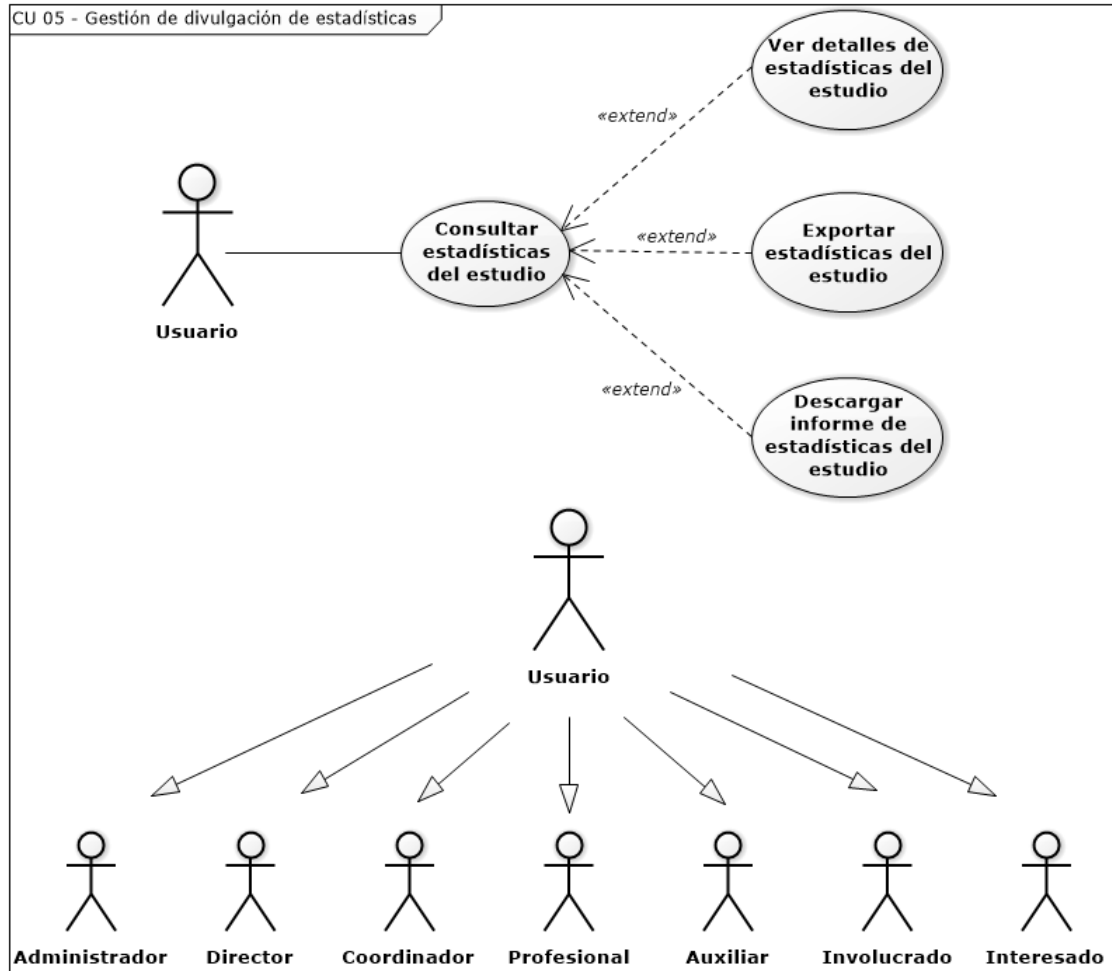 CU 05 - Gestión de divulgación de estadísticas
Ver detalles de
estadísticas del
estudio
«extend»
Consultar
estadísticas
del estudio
«extend»
Exportar
estadísticas del
estudio
Usuario
«extend»
Descargar
informe de
estadísticas del
estudio
Usuario
Administrador
Director
Coordinador
Profesional
Auxiliar
Involucrado
Interesado